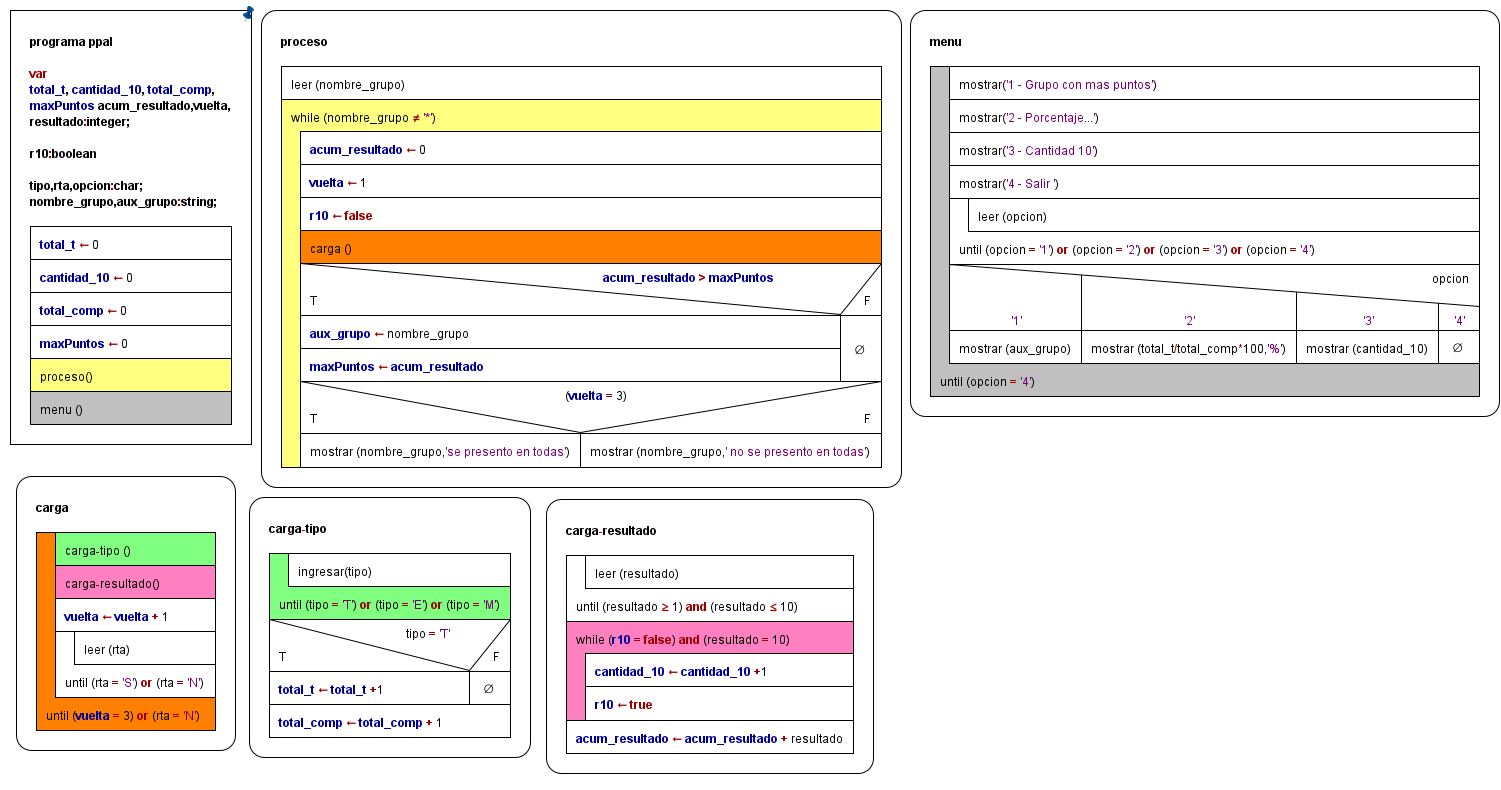 programa ppal
var
total_t, cantidad_10, total_comp,
maxPuntos acum_resultado,vuelta,
resultado:integer;
r10:boolean
tipo,rta,opcion:char;
nombre_grupo,aux_grupo:string;
total_t ← 0
cantidad_10 ← 0
total_comp ← 0
maxPuntos ← 0
proceso()
menu ()
proceso
leer (nombre_grupo)
while (nombre_grupo ≠ '*')
acum_resultado ← 0
vuelta ← 1
r10 ← false
carga ()
acum_resultado > maxPuntos
T F
aux_grupo ← nombre_grupo
maxPuntos ← acum_resultado
∅
(vuelta = 3)
T F
mostrar (nombre_grupo,'se presento en todas') mostrar (nombre_grupo,' no se presento en todas')
menu
mostrar('1 - Grupo con mas puntos')
mostrar('2 - Porcentaje...')
mostrar('3 - Cantidad 10')
mostrar('4 - Salir ')
leer (opcion)
until (opcion = '1') or (opcion = '2') or (opcion = '3') or (opcion = '4')
opcion
'1' '2' '3' '4'
mostrar (aux_grupo) mostrar (total_t/total_comp*100,'%') mostrar (cantidad_10) ∅
until (opcion = '4')
carga
carga-tipo ()
carga-resultado()
vuelta ← vuelta + 1
leer (rta)
until (rta = 'S') or (rta = 'N')
until (vuelta = 3) or (rta = 'N')
carga-tipo
ingresar(tipo)
until (tipo = 'T') or (tipo = 'E') or (tipo = 'M')
tipo = 'T'
T F
total_t ← total_t +1 ∅
total_comp ← total_comp + 1
carga-resultado
leer (resultado)
until (resultado ≥ 1) and (resultado ≤ 10)
while (r10 = false) and (resultado = 10)
cantidad_10 ← cantidad_10 +1
r10 ← true
acum_resultado ← acum_resultado + resultado